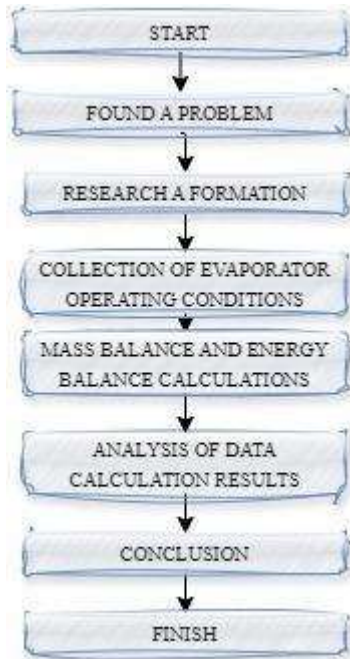 START
FOUND A PROBLEM
RESEARCH A FORMATION
COLLECTION OF EVAPORATOR
OPERATING CONDITIONS
MASS BALANCE AND ENERGY
BALANCE CALCULATIONS
ANALYSIS OF DATA
CALCULATION RESULTS
CONCLUSION
FINISH